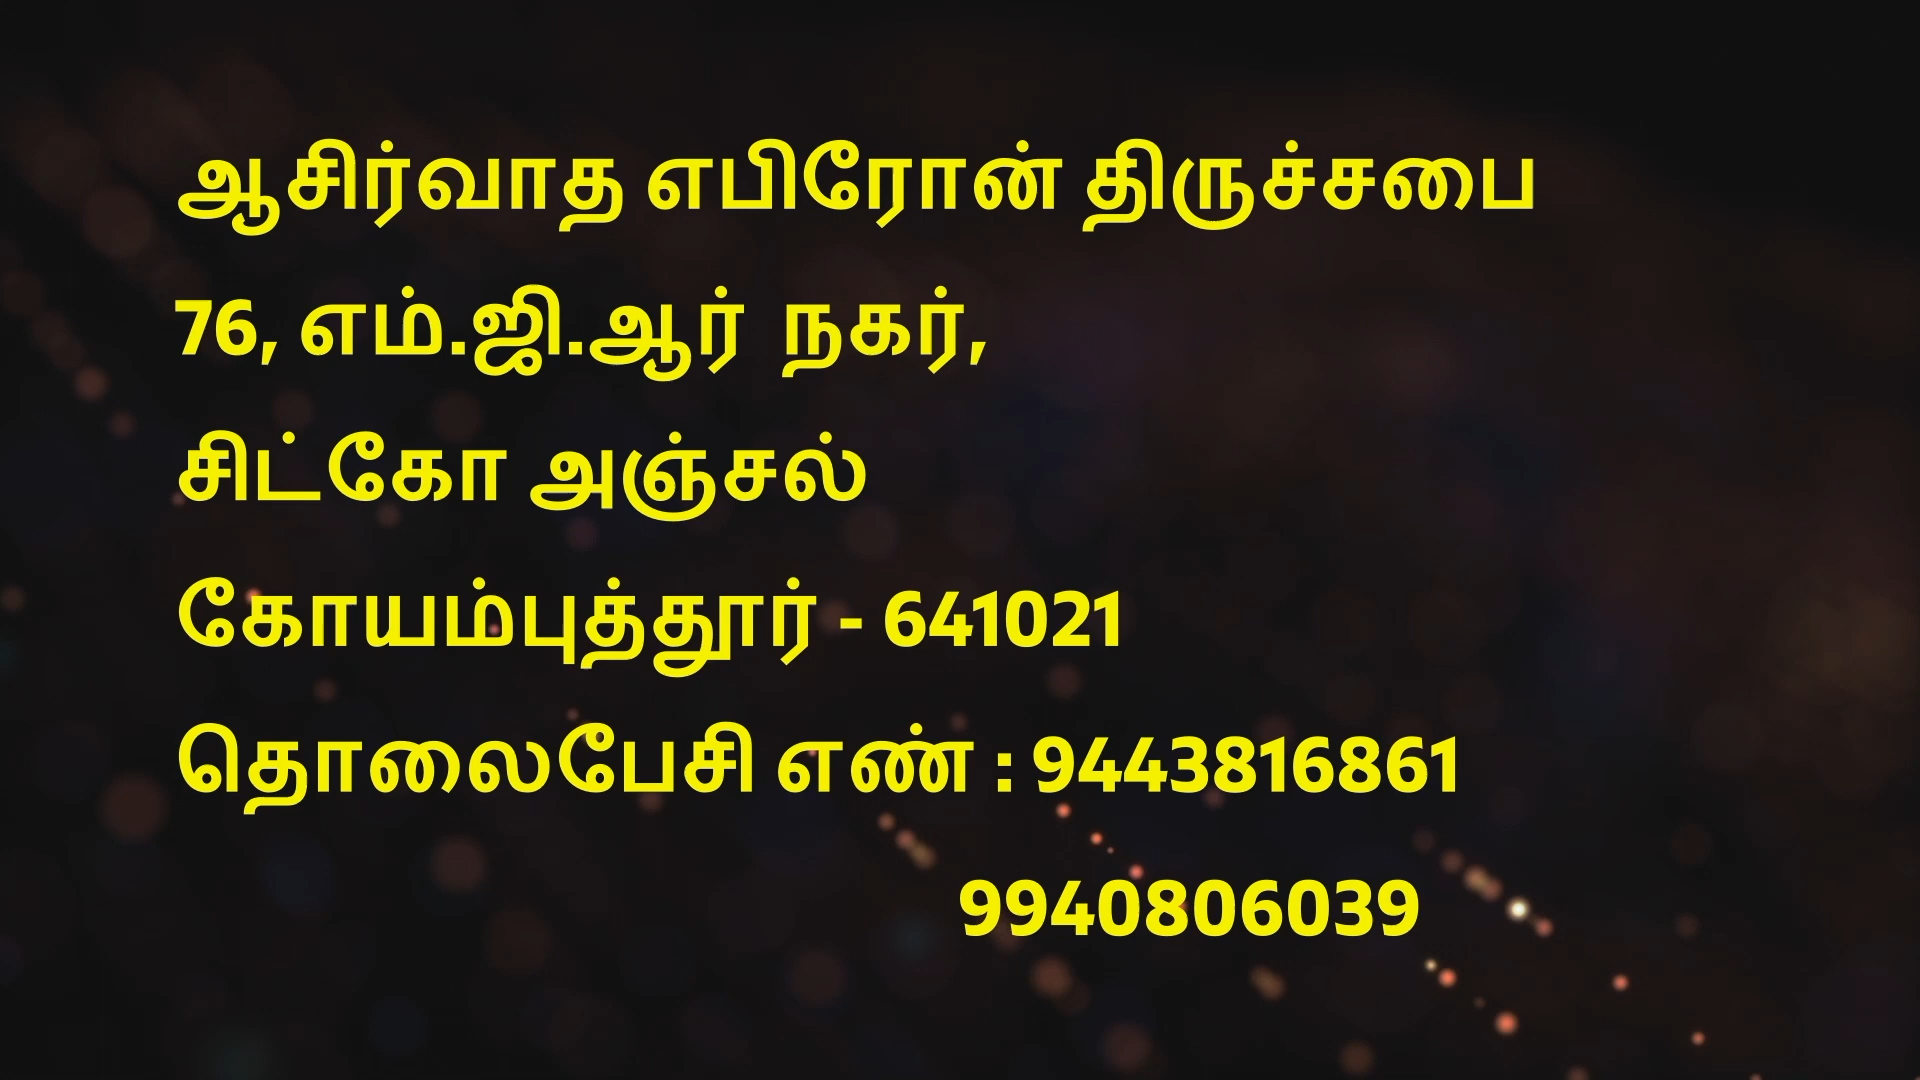 ஆசிர்வாத எபிரோன் திருச்சபை
76, எம்.ஜி.ஆர் நகர்,
சிட்கோ அஞ்சல்
கோயம்புத்தூர் - 641021
தொலைபேசி எண் : 9443816861
9940806039